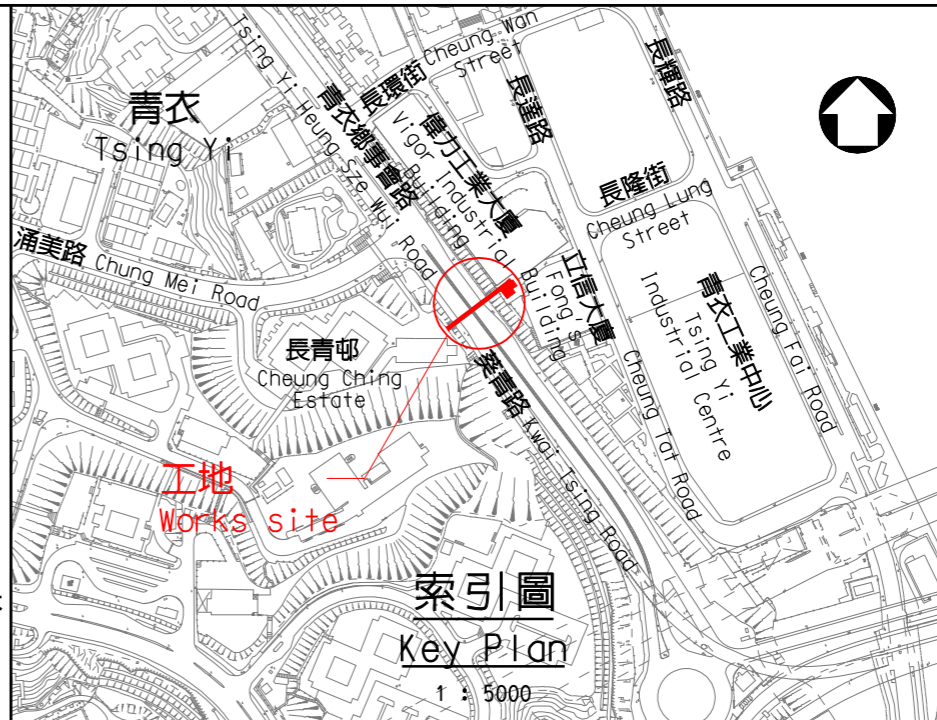 青衣
Tsing Yi
青衣鄉事會路
Tsing Yi Heung Sze Wui Road
長環街
Cheung Wan
Street
長達路
長輝路
信力工業大廈
Vigor Industrial
Building
長隆街
Cheung Lung
Street
涌美路 Chung Mei Road
立信大廈
Fong's
Building
青衣工業中心
Tsing Yi
Industrial Centre
Cheung Fai Road
長青邨
Cheung Ching
Estate
葵青路 Kwai Tsing Road
Cheung Tat Road
工地
Works site
索引圖
Key Plan
1 : 5000